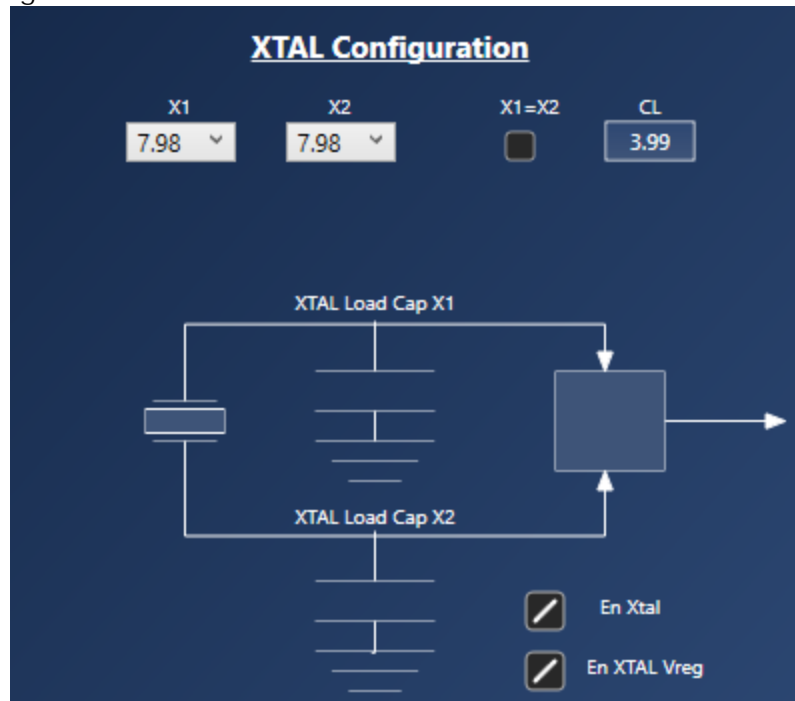 XTAL Configuration
X1 X2 X1=X2 CL
7.98 7.98 3.99
XTAL Load Cap X1
XTAL Load Cap X2
En Xtal
En XTAL Vreg